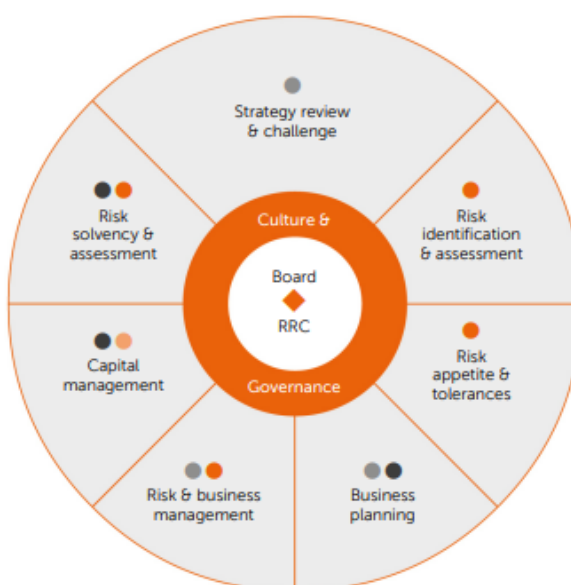 Strategy review
& challenge
Risk
identification
& assessment
Risk
appetite &
tolerances
Business
planning
Risk & business
management
Capital
management
Risk
solvency &
assessment
Culture &
Board
RRC
Governance